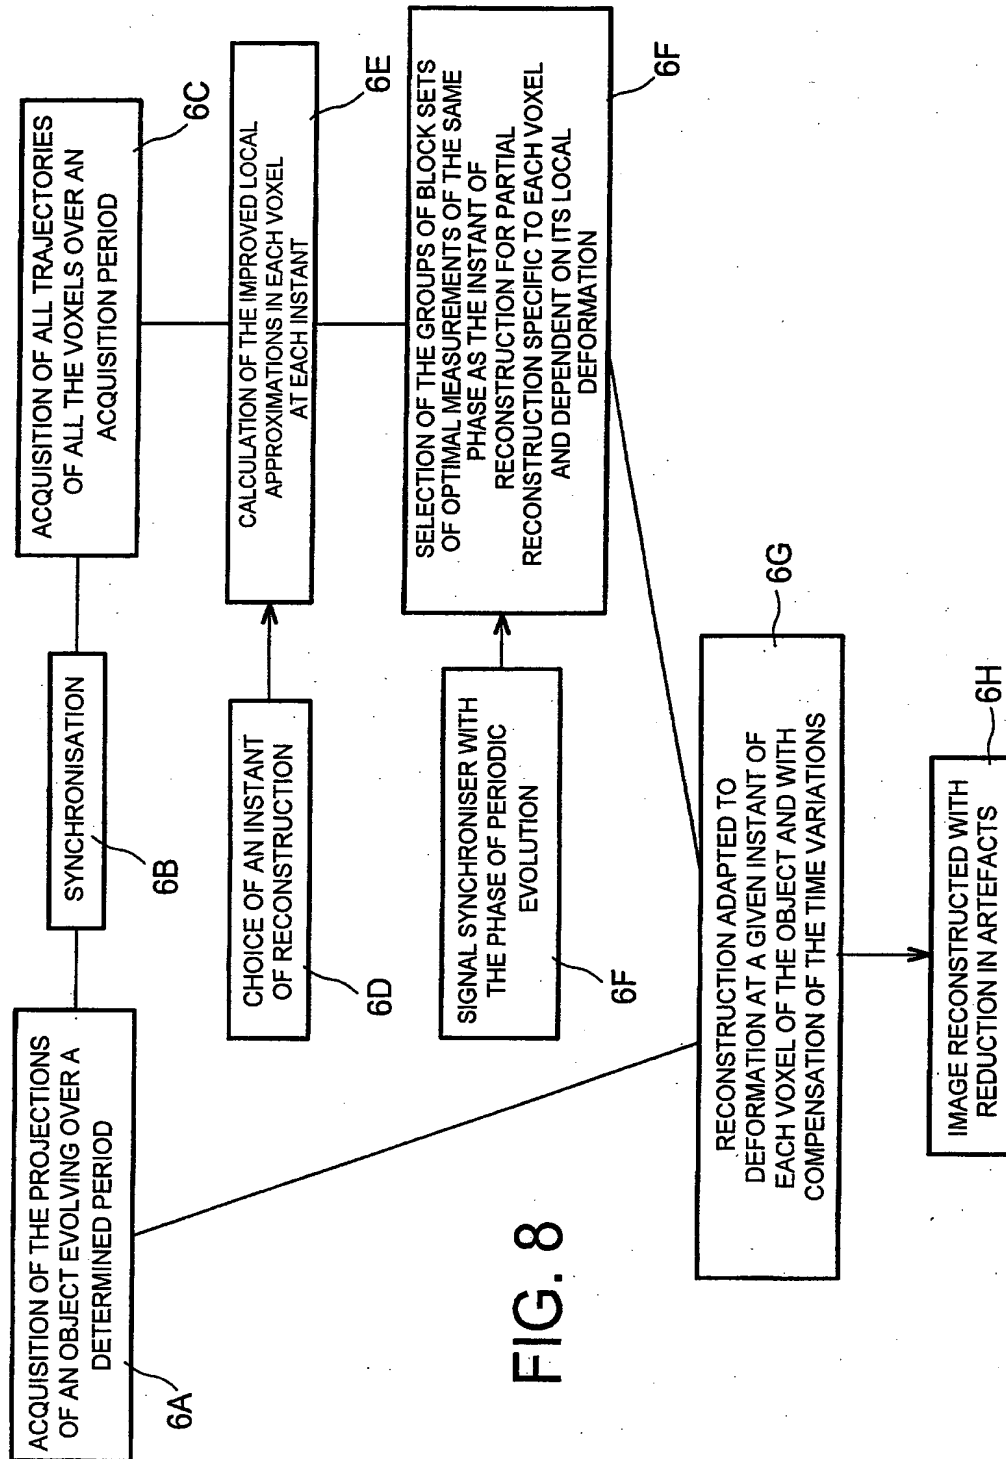 ACQUISITION OF THE PROJECTIONS
OF AN OBJECT EVOLVING OVER A
DETERMINED PERIOD
6A
SYNCHRONISATION
6B
ACQUISITION OF ALL TRAJECTORIES
OF ALL THE VOXELS OVER AN
ACQUISITION PERIOD
6C
CHOICE OF AN INSTANT
OF RECONSTRUCTION
6D
CALCULATION OF THE IMPROVED LOCAL
APPROXIMATIONS IN EACH VOXEL
AT EACH INSTANT
6E
SIGNAL SYNCHRONISER WITH
THE PHASE OF PERIODIC
EVOLUTION
6F
SELECTION OF THE GROUPS OF BLOCK SETS
OF OPTIMAL MEASUREMENTS OF THE SAME
PHASE AS THE INSTANT OF
RECONSTRUCTION FOR PARTIAL
RECONSTRUCTION SPECIFIC TO EACH VOXEL
AND DEPENDENT ON ITS LOCAL
DEFORMATION
6F
RECONSTRUCTION ADAPTED TO
DEFORMATION AT A GIVEN INSTANT OF
EACH VOXEL OF THE OBJECT AND WITH
COMPENSATION OF THE TIME VARIATIONS
6G
IMAGE RECONSTRUCTED WITH
REDUCTION IN ARTEFACTS
6H
FIG. 8